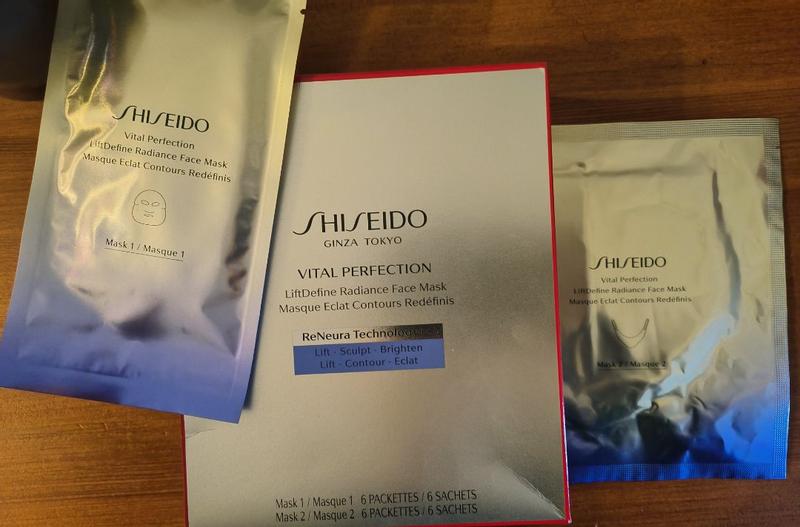 SHISEIDO
Vital Perfection
LiftDefine Radiance Face Mask
Masque Eclat Contours Redéfinis
Mask 1 / Masque 1
SHISEIDO
GINZA TOKYO
VITAL PERFECTION
LiftDefine Radiance Face Mask
Masque Eclat Contours Redéfinis
ReNeura Technology
Lift · Sculpt · Brighten
Lift · Contour · Eclat
Mask 1 / Masque 1 6 PACKETTES / 6 SACHETS
Mask 2 / Masque 2 6 PACKETTES / 6 SACHETS
SHISEIDO
Vital Perfection
LiftDefine Radiance Face Mask
Masque Eclat Contours Redéfinis
Mask 2 / Masque 2